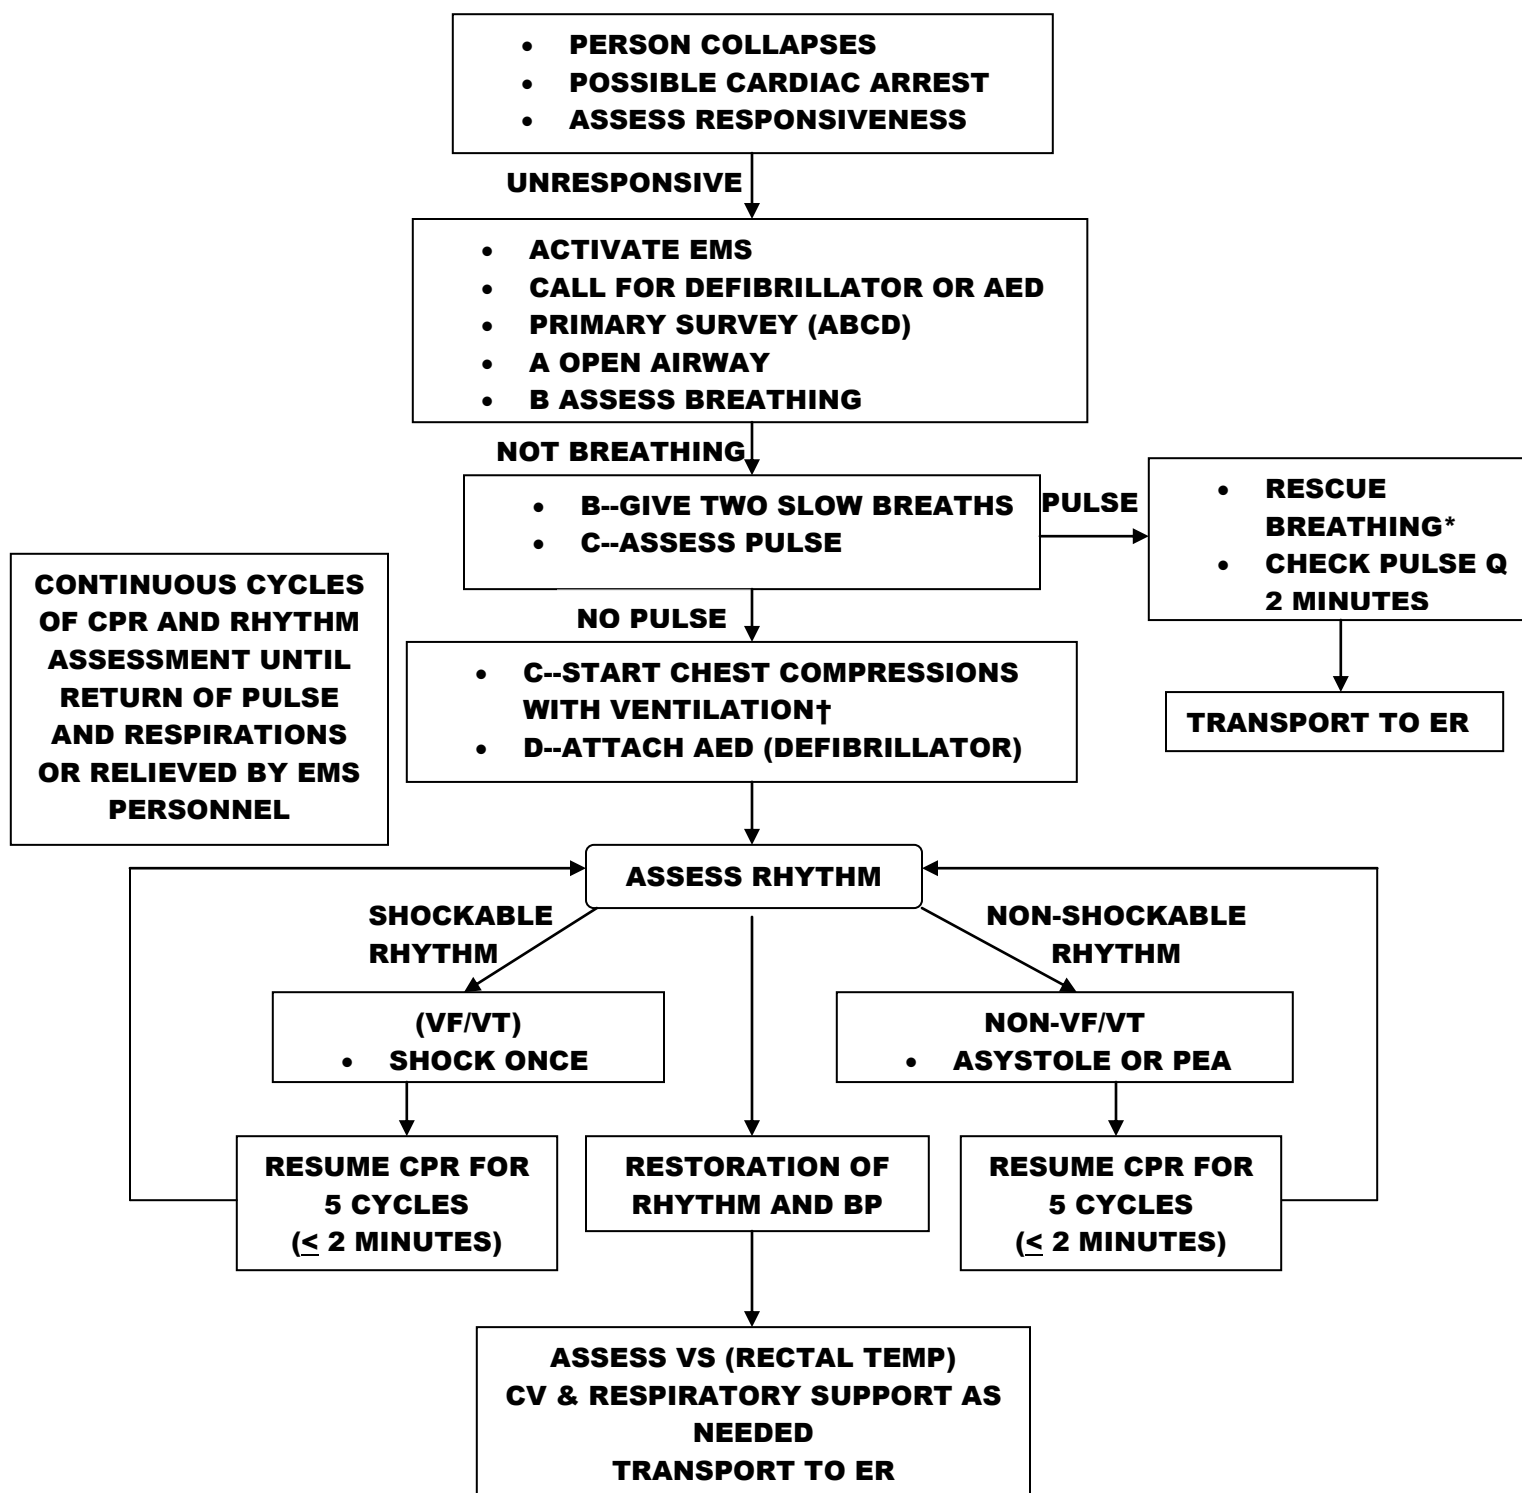 • PERSON COLLAPSES
• POSSIBLE CARDIAC ARREST
• ASSESS RESPONSIVENESS
UNRESPONSIVE
• ACTIVATE EMS
• CALL FOR DEFIBRILLATOR OR AED
• PRIMARY SURVEY (ABCD)
• A OPEN AIRWAY
• B ASSESS BREATHING
NOT BREATHING
• B--GIVE TWO SLOW BREATHS
• C--ASSESS PULSE
PULSE
• RESCUE
BREATHING*
• CHECK PULSE Q
2 MINUTES
TRANSPORT TO ER
CONTINUOUS CYCLES
OF CPR AND RHYTHM
ASSESSMENT UNTIL
RETURN OF PULSE
AND RESPIRATIONS
OR RELIEVED BY EMS
PERSONNEL
NO PULSE
• C--START CHEST COMPRESSIONS
WITH VENTILATION†
• D--ATTACH AED (DEFIBRILLATOR)
ASSESS RHYTHM
SHOCKABLE
RHYTHM
NON-SHOCKABLE
RHYTHM
(VF/VT)
• SHOCK ONCE
NON-VF/VT
• ASYSTOLE OR PEA
RESUME CPR FOR
5 CYCLES
(≤ 2 MINUTES)
RESTORATION OF
RHYTHM AND BP
RESUME CPR FOR
5 CYCLES
(≤ 2 MINUTES)
ASSESS VS (RECTAL TEMP)
CV & RESPIRATORY SUPPORT AS
NEEDED
TRANSPORT TO ER